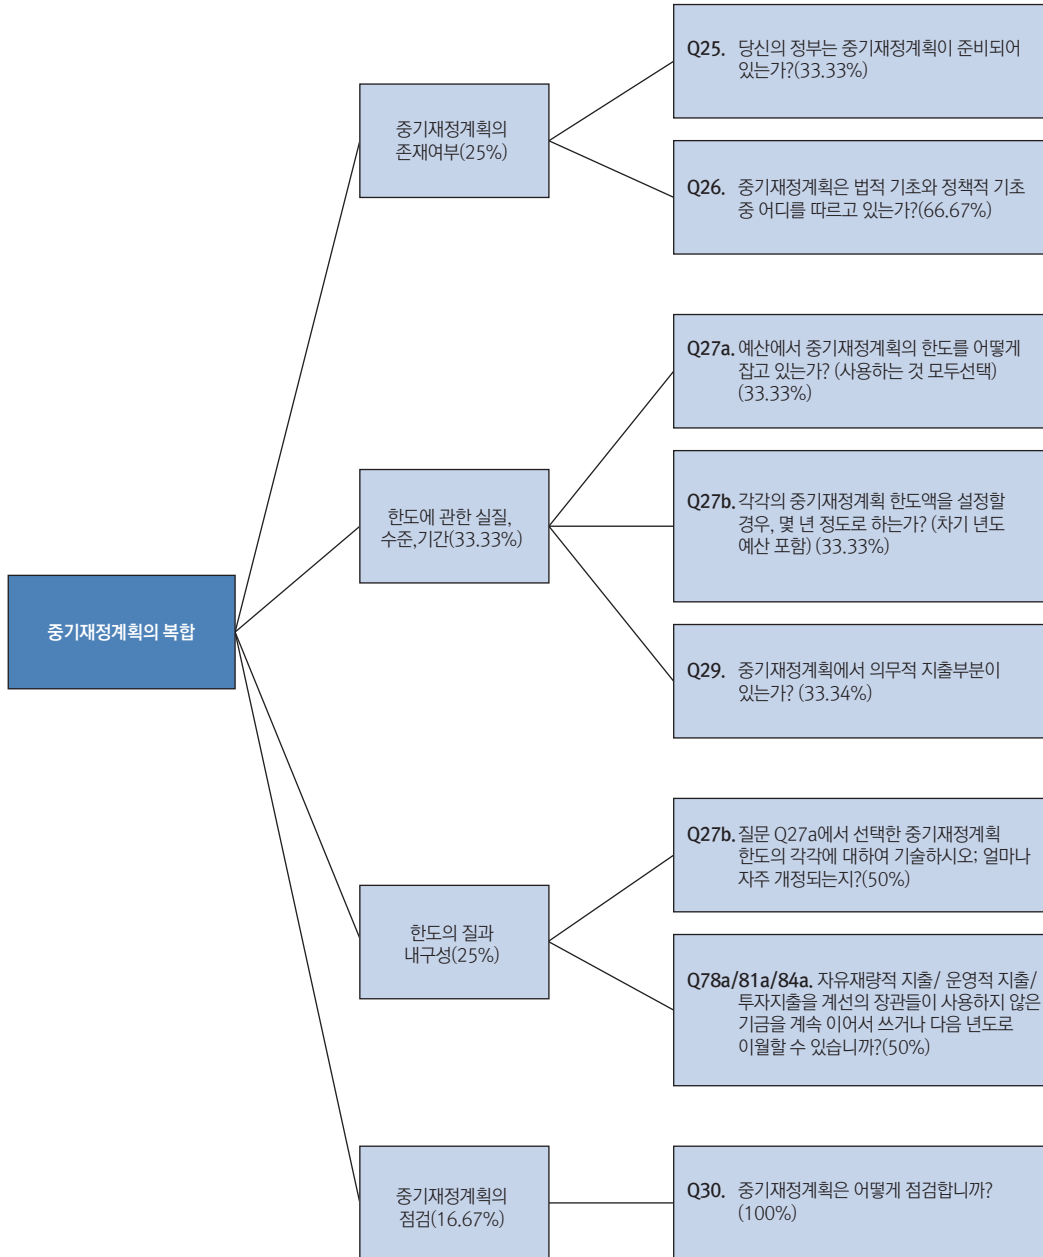 Q25. 당신의 정부는 중기재정계획이 준비되어
있는가?(33.33%)
중기재정계획의
존재여부(25%)
Q26. 중기재정계획은 법적 기초와 정책적 기초
중 어디를 따르고 있는가?(66.67%)
Q27a. 예산에서 중기재정계획의 한도를 어떻게
잡고 있는가? (사용하는 것 모두선택)
(33.33%)
한도에 관한 실질,
수준,기간(33.33%)
Q27b. 각각의 중기재정계획 한도액을 설정할
경우, 몇 년 정도로 하는가? (차기 년도
예산 포함) (33.33%)
Q29. 중기재정계획에서 의무적 지출부분이
있는가? (33.34%)
중기재정계획의 복합
Q27b. 질문 Q27a에서 선택한 중기재정계획
한도의 각각에 대하여 기술하시오; 얼마나
자주 개정되는지?(50%)
한도의 질과
내구성(25%)
Q78a/81a/84a. 자유재량적 지출/ 운영적 지출/
투자지출을 계선의 장관들이 사용하지 않은
기금을 계속 이어서 쓰거나 다음 년도로
이월할 수 있습니까?(50%)
중기재정계획의
점검(16.67%)
Q30. 중기재정계획은 어떻게 점검합니까?
(100%)